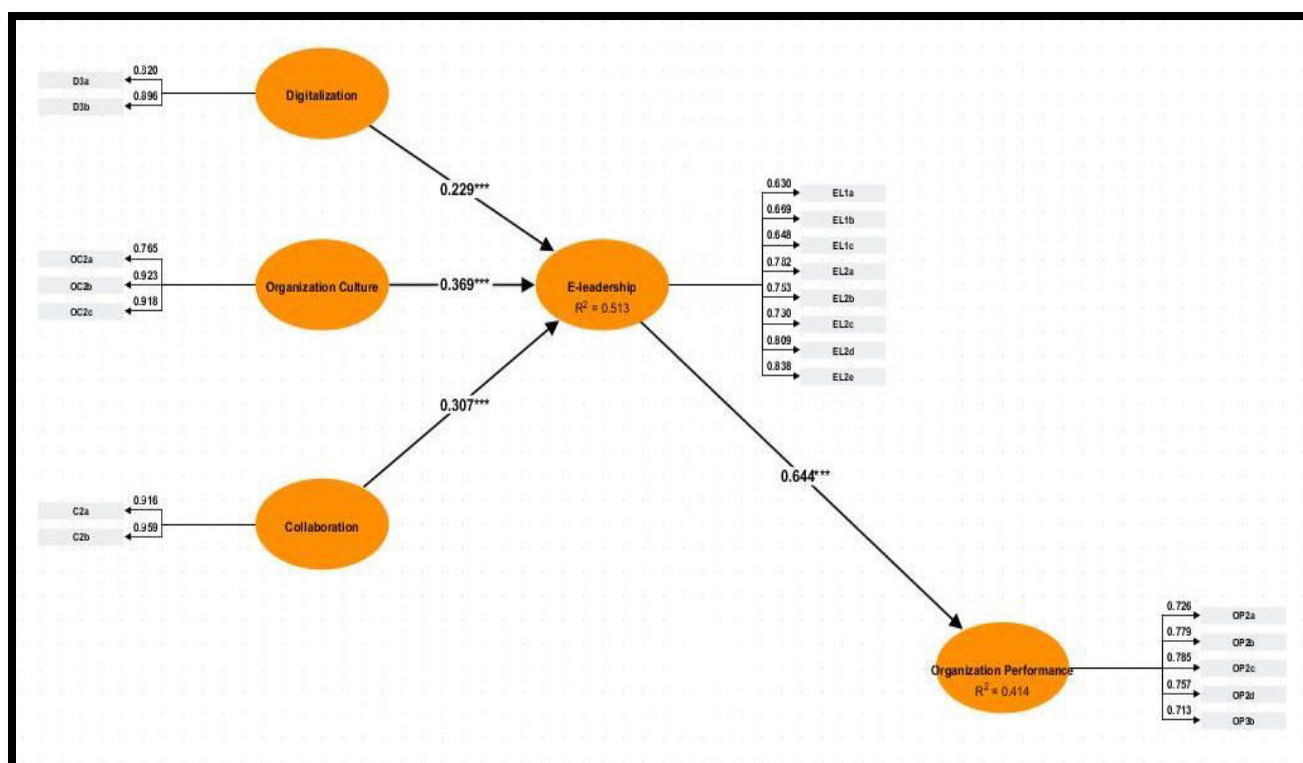 0.820
D3a
0.896
D3b
Digitalization
0.229***
0.765
OC2a
0.923
OC2b
0.918
OC2c
Organization Culture
0.369***
E-leadership
R² = 0.513
0.630
EL1a
0.669
EL1b
0.648
EL1c
0.782
EL2a
0.753
EL2b
0.730
EL2c
0.809
EL2d
0.838
EL2e
0.307***
0.916
C2a
0.959
C2b
Collaboration
0.644***
Organization Performance
R² = 0.414
0.726
OP2a
0.779
OP2b
0.785
OP2c
0.757
OP2d
0.713
OP3b